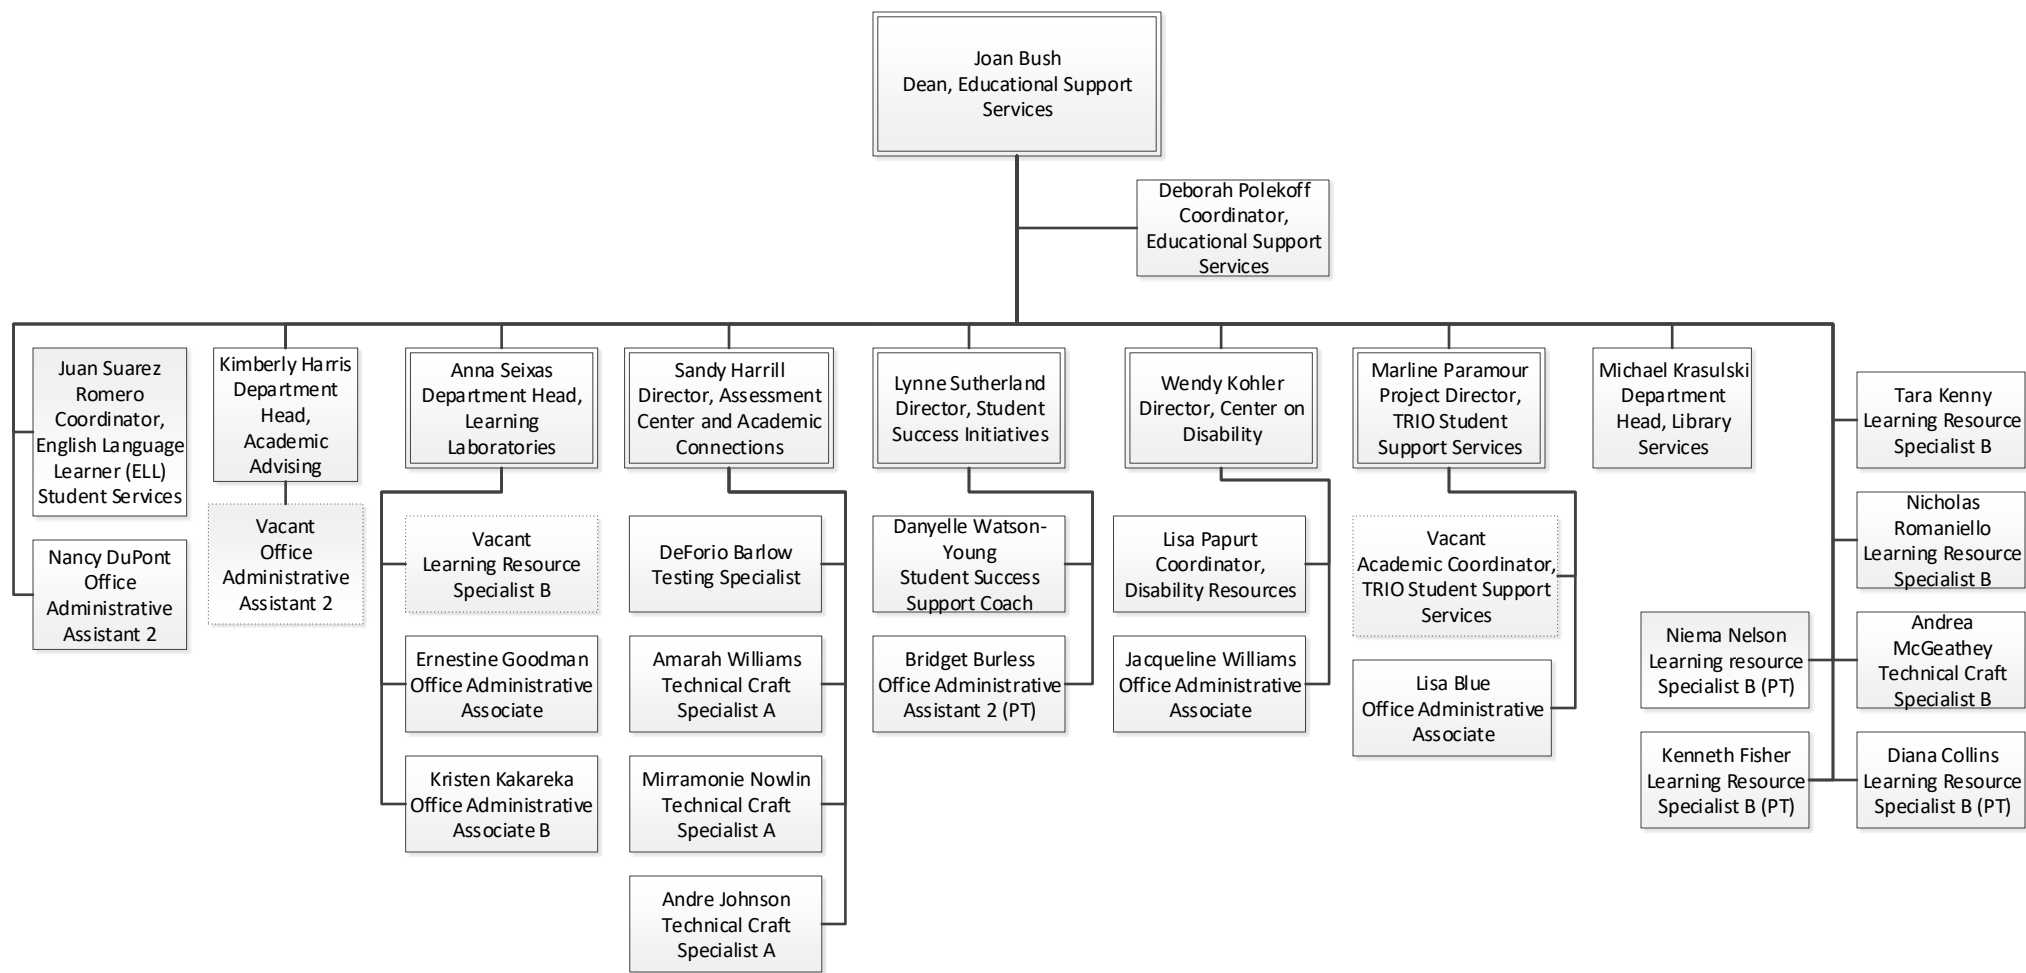 Joan Bush
Dean, Educational Support
Services
Deborah Polekoff
Coordinator,
Educational Support
Services
Juan Suarez
Romero
Coordinator,
English Language
Learner (ELL)
Student Services
Nancy DuPont
Office
Administrative
Assistant 2
Kimberly Harris
Department
Head,
Academic
Advising
Vacant
Office
Administrative
Assistant 2
Anna Seixas
Department Head,
Learning
Laboratories
Vacant
Learning Resource
Specialist B
Ernestine Goodman
Office Administrative
Associate
Kristen Kakareka
Office Administrative
Associate B
Sandy Harrill
Director, Assessment
Center and Academic
Connections
DeForio Barlow
Testing Specialist
Amarah Williams
Technical Craft
Specialist A
Mirramonie Nowlin
Technical Craft
Specialist A
Andre Johnson
Technical Craft
Specialist A
Lynne Sutherland
Director, Student
Success Initiatives
Danyelle Watson-
Young
Student Success
Support Coach
Bridget Burless
Office Administrative
Assistant 2 (PT)
Wendy Kohler
Director, Center on
Disability
Lisa Papurt
Coordinator,
Disability Resources
Jacqueline Williams
Office Administrative
Associate
Marline Paramour
Project Director,
TRIO Student
Support Services
Vacant
Academic Coordinator,
TRIO Student Support
Services
Lisa Blue
Office Administrative
Associate
Michael Krasulski
Department
Head, Library
Services
Tara Kenny
Learning Resource
Specialist B
Nicholas
Romaniello
Learning Resource
Specialist B
Niema Nelson
Learning resource
Specialist B (PT)
Andrea
McGeathey
Technical Craft
Specialist B
Kenneth Fisher
Learning Resource
Specialist B (PT)
Diana Collins
Learning Resource
Specialist B (PT)